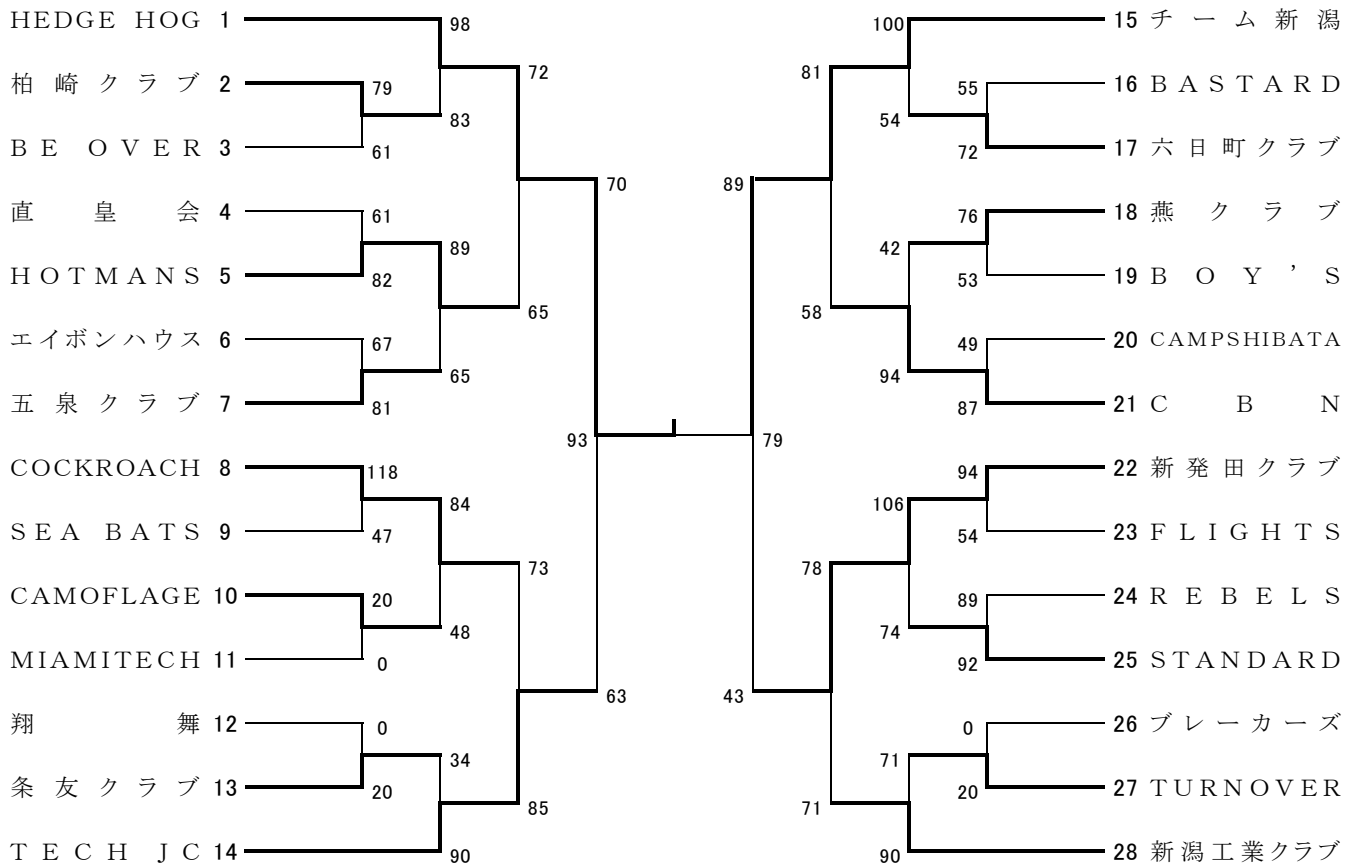 HEDGE HOG 1 98 100 15 チーム新潟
72 81
柏崎クラブ 2 79 55 16 BASTARD
83 54
BE OVER 3 61 72 17 六日町クラブ
70 89
直皇会 4 61 76 18 燕クラブ
89 42
HOTMANS 5 82 53 19 BOY'S
65 58
エイボンハウス 6 67 49 20 CAMPSHIBATA
65 94
五泉クラブ 7 81 87 21 CBN
93 79
COCKROACH 8 118 94 22 新発田クラブ
84 106
SEA BATS 9 47 54 23 FLIGHTS
73 78
CAMOFLAGE 10 20 89 24 REBELS
48 74
MIAMITECH 11 0 92 25 STANDARD
63 43
翔舞 12 0 0 26 ブレーカーズ
34 71
条友クラブ 13 20 20 27 TURNOVER
85 71
TECH JC 14 90 90 28 新潟工業クラブ